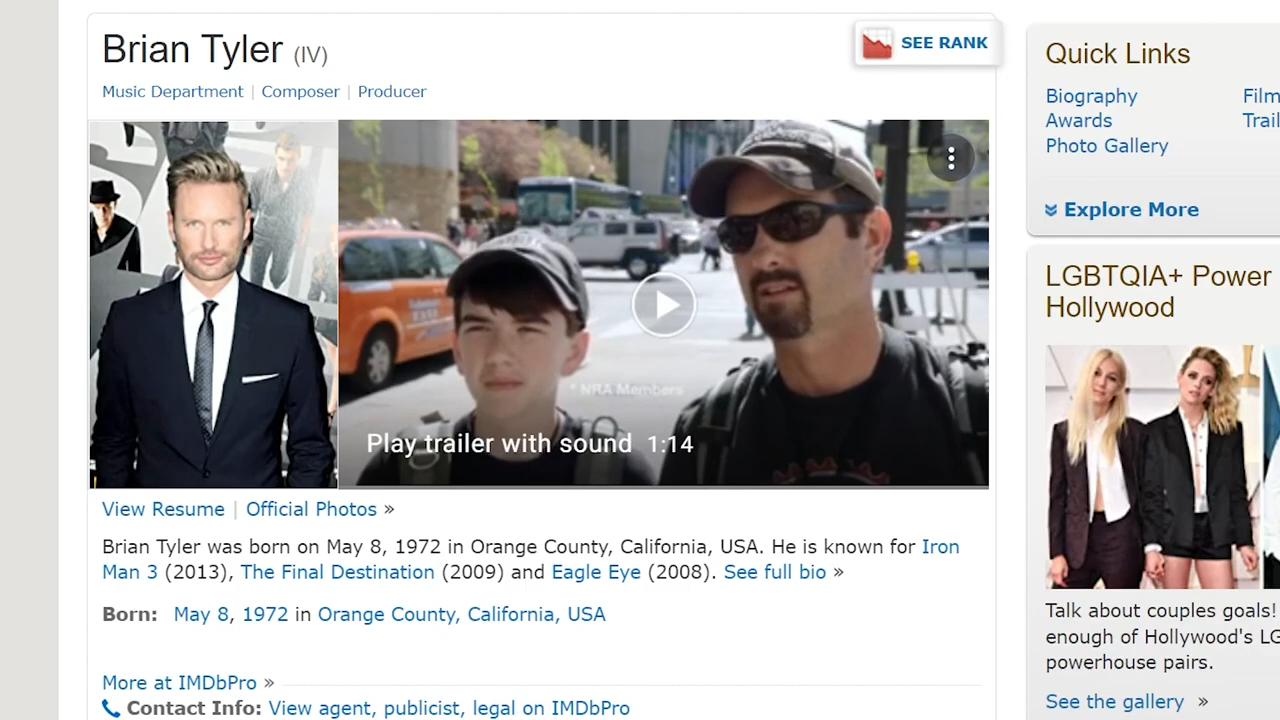 Brian Tyler (IV)
SEE RANK
Music Department | Composer | Producer
* NRA Members
Play trailer with sound 1:14
View Resume | Official Photos »
Brian Tyler was born on May 8, 1972 in Orange County, California, USA. He is known for Iron
Man 3 (2013), The Final Destination (2009) and Eagle Eye (2008). See full bio »
Born: May 8, 1972 in Orange County, California, USA
More at IMDbPro »
Contact Info: View agent, publicist, legal on IMDbPro
Quick Links
Biography
Film
Awards
Trail
Photo Gallery
Explore More
LGBTQIA+ Power
Hollywood
Talk about couples goals!
enough of Hollywood's LG
powerhouse pairs.
See the gallery »